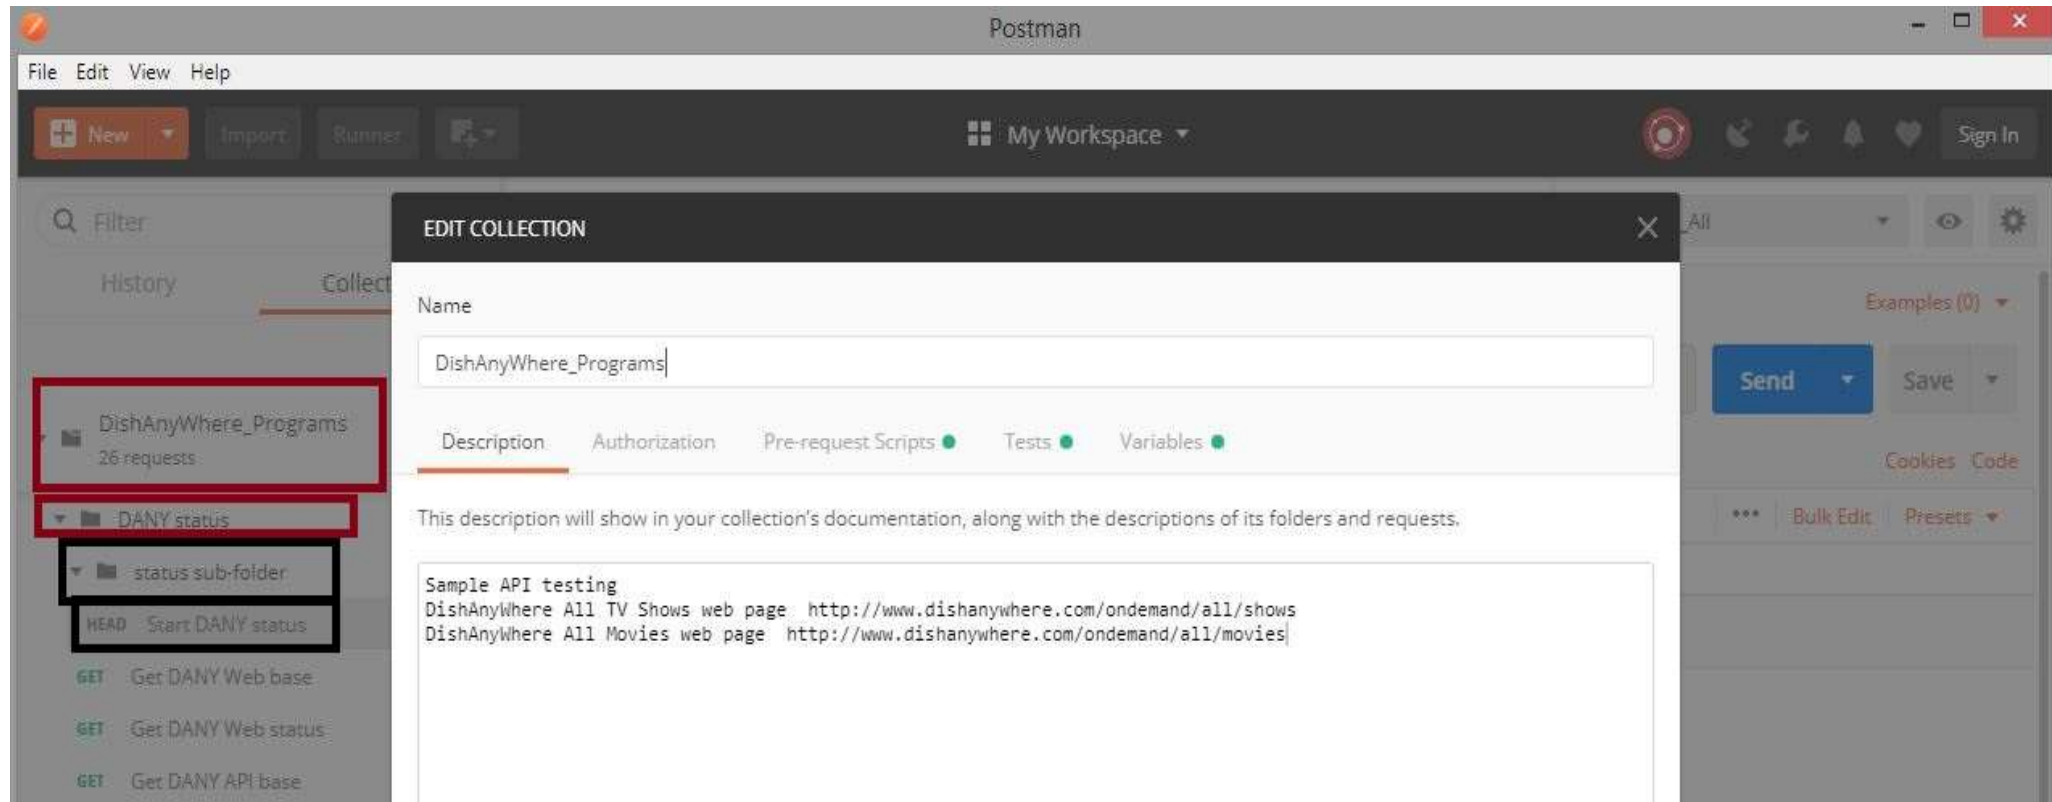 Postman
File Edit View Help
New Import Runner My Workspace Sign In
Filter
EDIT COLLECTION
_All
History Collect
Name
Examples (0)
DishAnyWhere_Programs
Send Save
DishAnyWhere_Programs
26 requests
Description Authorization Pre-request Scripts Tests Variables
Cookies Code
DANY status
This description will show in your collection's documentation, along with the descriptions of its folders and requests.
Bulk Edit Presets
status sub-folder
HEAD Start DANY status
Sample API testing
DishAnyWhere All TV Shows web page http://www.dishanywhere.com/ondemand/all/shows
DishAnyWhere All Movies web page http://www.dishanywhere.com/ondemand/all/movies
GET Get DANY Web base
GET Get DANY Web status
GET Get DANY API base